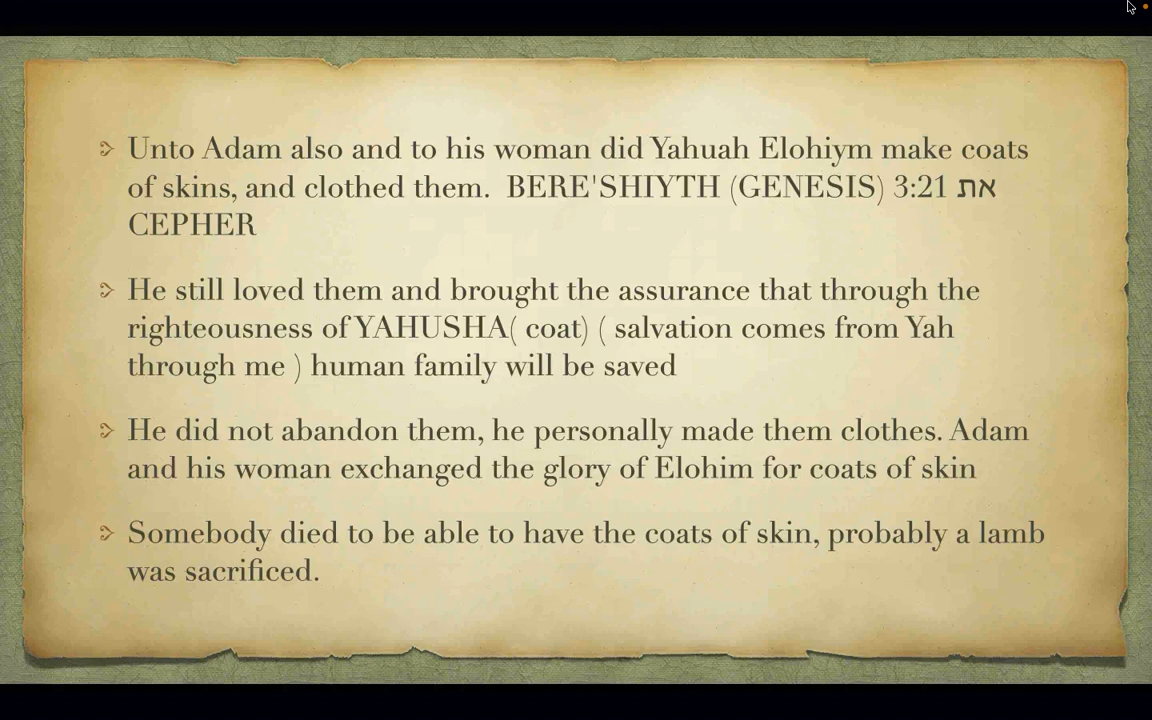 Unto Adam also and to his woman did Yahuah Elohiym make coats
of skins, and clothed them. BERE'SHIYTH (GENESIS) 3:21 את
CEPHER
He still loved them and brought the assurance that through the
righteousness of YAHUSHA( coat) ( salvation comes from Yah
through me ) human family will be saved
He did not abandon them, he personally made them clothes. Adam
and his woman exchanged the glory of Elohim for coats of skin
Somebody died to be able to have the coats of skin, probably a lamb
was sacrificed.